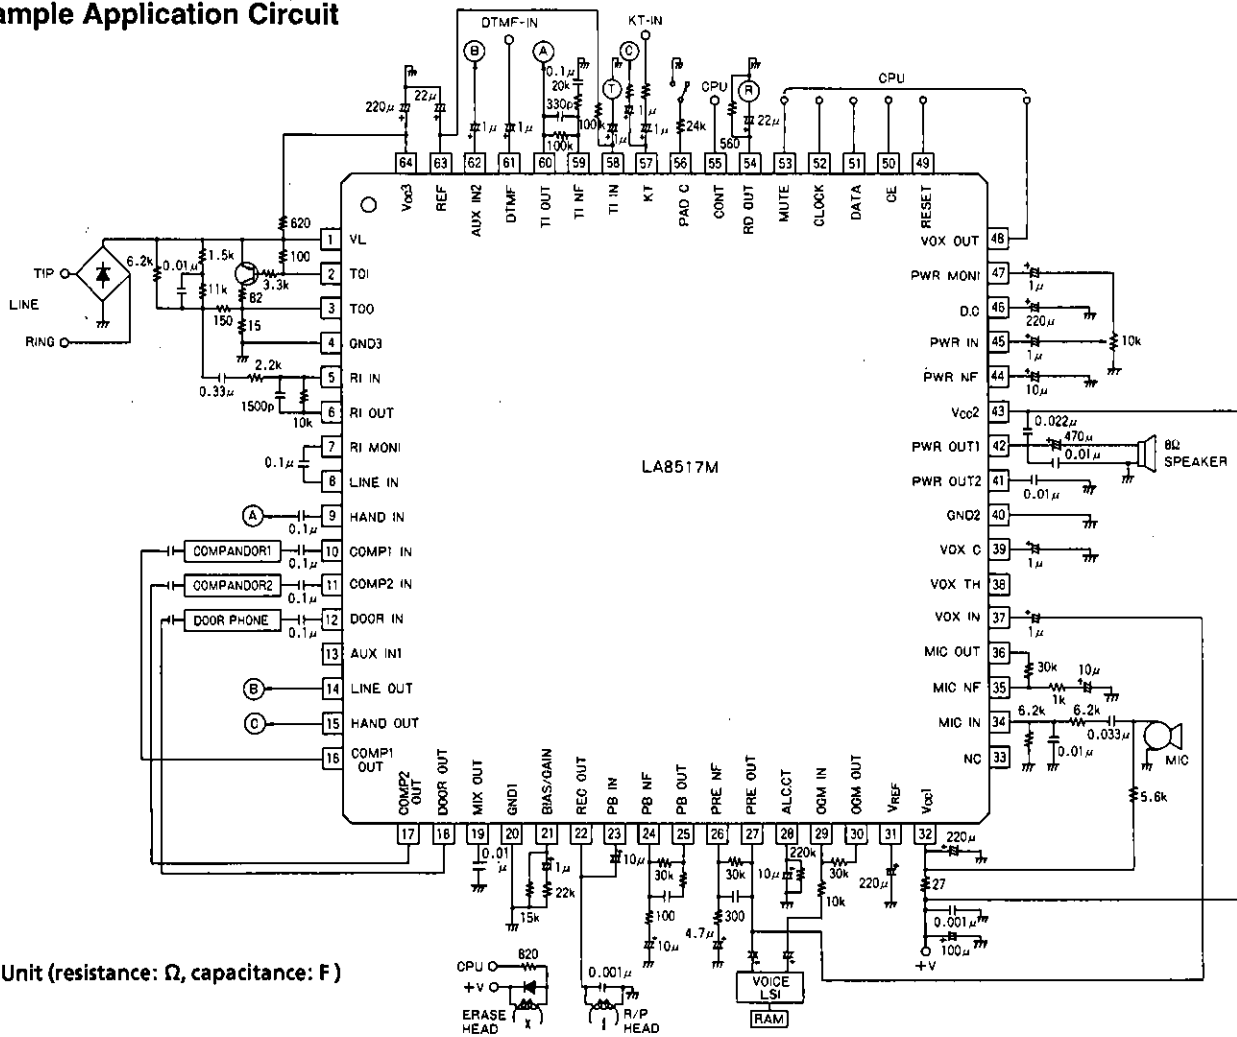 ample Application Circuit
DTMF-IN
KT-IN
B
A
C
T
R
CPU
CPU
220μ
22μ
1μ
1μ
0.1μ
20k
330p
100k
100k
1μ
1μ
1μ
24k
560
22μ
64 63 62 61 60 59 58 57 56 55 54 53 52 51 50 49
Vcc3
REF
AUX IN2
DTMF
TI OUT
TI NF
TI IN
KT
PAD C
CONT
RD OUT
MUTE
CLOCK
DATA
CE
RESET
TIP
LINE
RING
6.2k
0.01μ
1.5k
11k
150
620
100
3.3k
82
15
0.33μ
2.2k
1500p
10k
0.1μ
A
0.1μ
COMPANDOR1
0.1μ
COMPANDOR2
0.1μ
DOOR PHONE
0.1μ
B
C
1 VL
2 TOI
3 TOO
4 GND3
5 RI IN
6 RI OUT
7 RI MONI
8 LINE IN
9 HAND IN
10 COMP1 IN
11 COMP2 IN
12 DOOR IN
13 AUX IN1
14 LINE OUT
15 HAND OUT
16 COMP1 OUT
LA8517M
VOX OUT 48
PWR MONI 47
D.C 46
PWR IN 45
PWR NF 44
Vcc2 43
PWR OUT1 42
PWR OUT2 41
GND2 40
VOX C 39
VOX TH 38
VOX IN 37
MIC OUT 36
MIC NF 35
MIC IN 34
NC 33
1μ
220μ
1μ
10k
10μ
0.022μ
470μ
0.01μ
8Ω
SPEAKER
0.01μ
1μ
1μ
30k
10μ
1k
6.2k
6.2k
0.033μ
0.01μ
MIC
5.6k
COMP2 OUT
DOOR OUT
MIX OUT
GND1
BIAS/GAIN
REC OUT
PB IN
PB NF
PB OUT
PRE NF
PRE OUT
ALC.CT
OGM IN
OGM OUT
VREF
Vcc1
17 18 19 20 21 22 23 24 25 26 27 28 29 30 31 32
0.01μ
1μ
22k
15k
10μ
30k
100
10μ
30k
300
4.7μ
220k
10μ
30k
10k
220μ
220μ
27
0.001μ
100μ
+V
VOICE
LSI
RAM
CPU
820
+V
ERASE
HEAD
0.001μ
R/P
HEAD
Unit (resistance: Ω, capacitance: F)